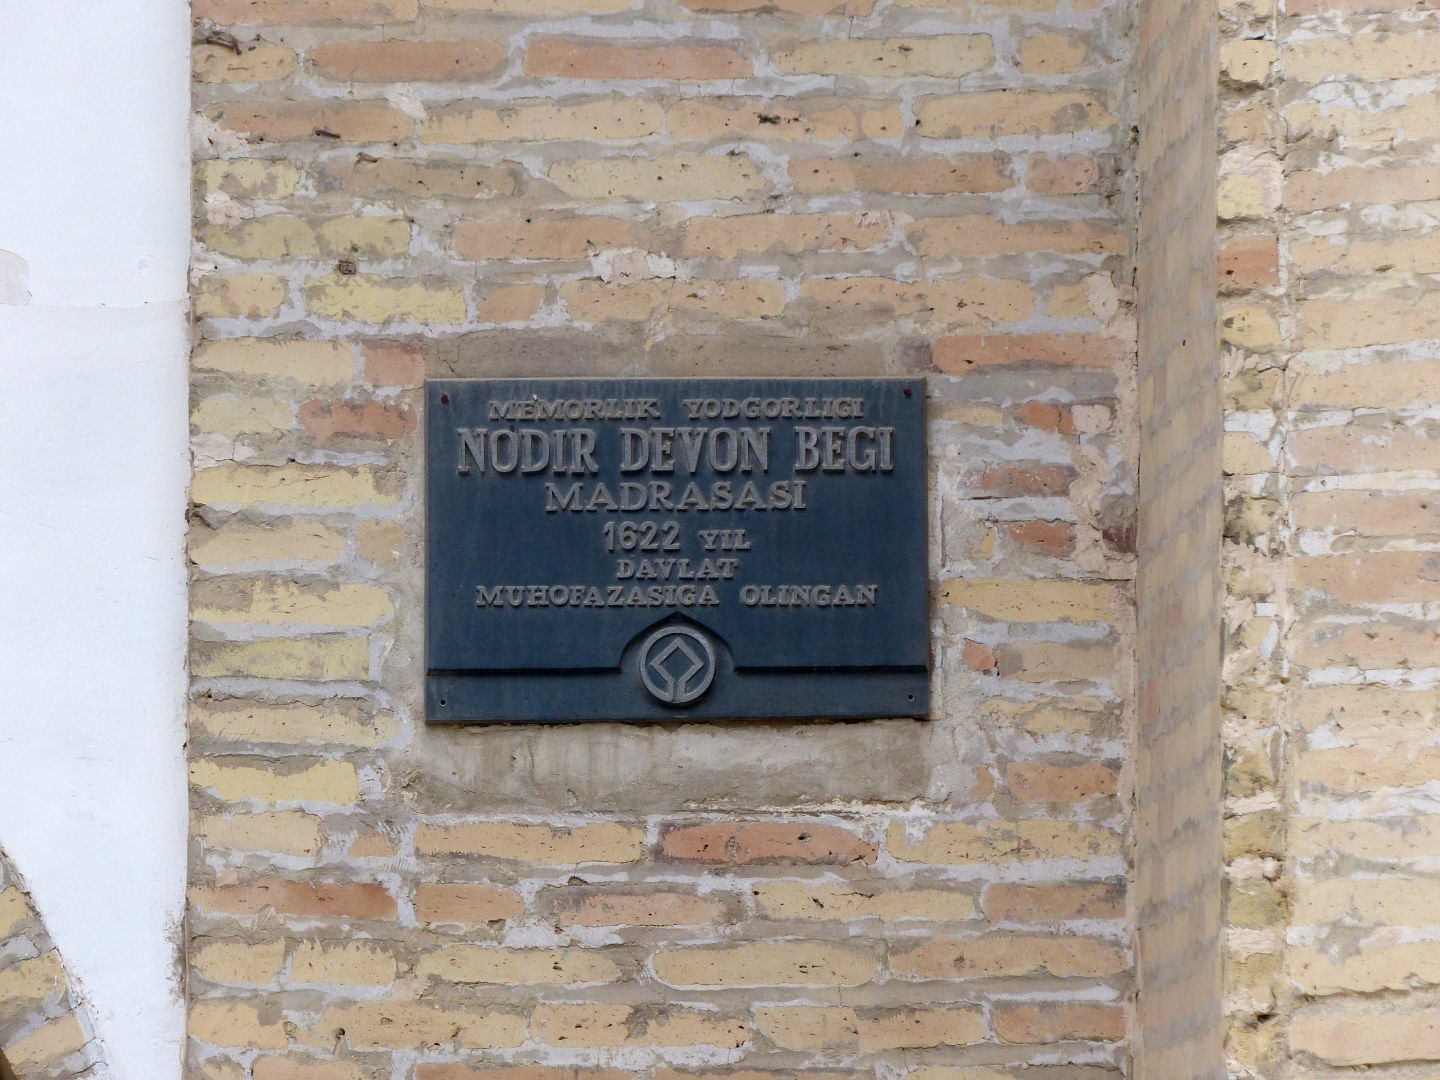 MEMORLIK YODGORLIGI
NODIR DEVON BEGI
MADRASASI
1622 YIL
DAVLAT
MUHOFAZASIGA OLINGAN